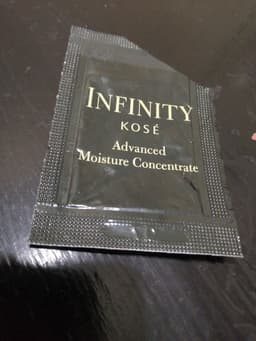 INFINITY
KOSÉ
Advanced
Moisture Concentrate